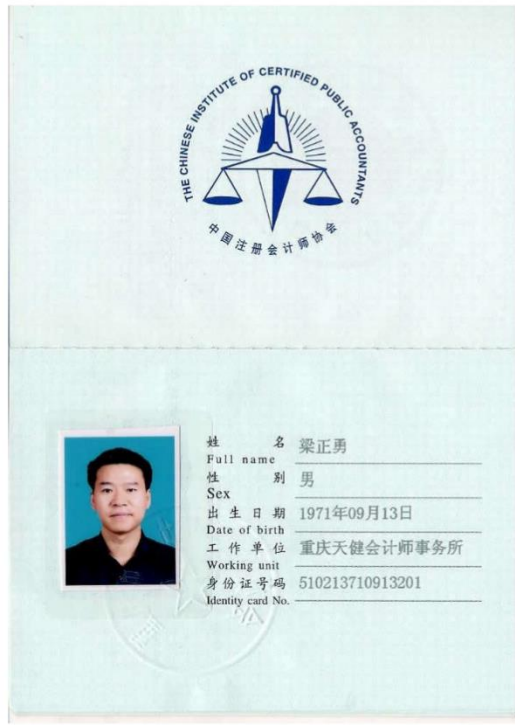 THE CHINESE INSTITUTE OF CERTIFIED PUBLIC ACCOUNTANTS
中国注册会计师协会
姓 名 梁正勇
Full name
性 别 男
Sex
出生日期 1971年09月13日
Date of birth
工作单位 重庆天健会计师事务所
Working unit
身份证号码 510213710913201
Identity card No.